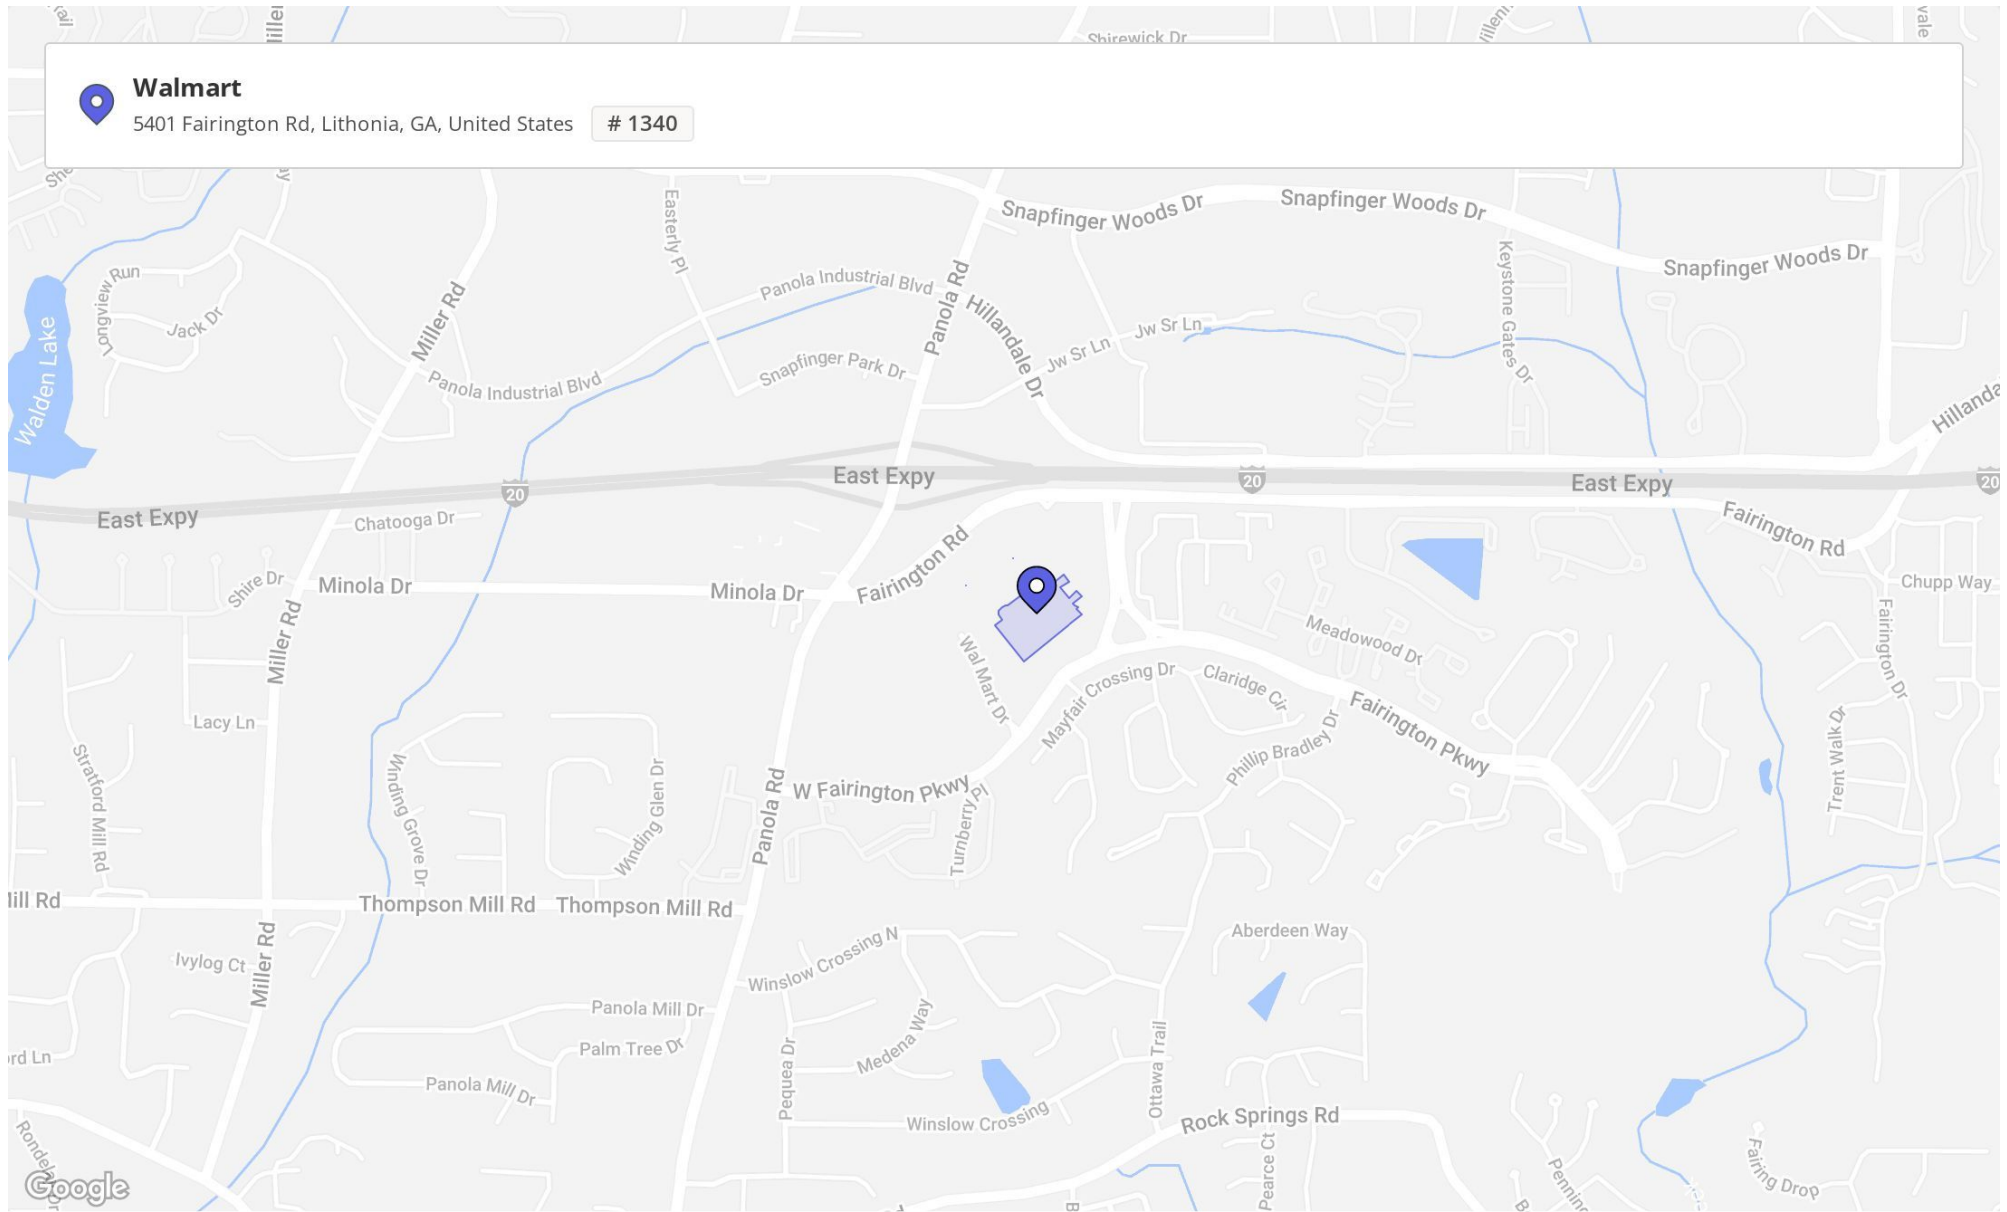 Shirewick Dr
Walmart
5401 Fairington Rd, Lithonia, GA, United States
# 1340
Easterly Pl
Snapfinger Woods Dr
Snapfinger Woods Dr
Snapfinger Woods Dr
Keystone Gates Dr
Longview Run
Jack Dr
Miller Rd
Panola Industrial Blvd
Panola Rd
Hillandale Dr
Jw Sr Ln
Jw Sr Ln
Walden Lake
Panola Industrial Blvd
Snapfinger Park Dr
East Expy
20
East Expy
20
East Expy
20
East Expy
Chatooga Dr
Fairington Rd
Fairington Rd
Shire Dr
Minola Dr
Minola Dr
Chupp Way
Miller Rd
Wal Mart Dr
Meadowood Dr
Fairington Dr
Mayfair Crossing Dr
Claridge Cir
Lacy Ln
Fairington Pkwy
Phillip Bradley Dr
Trent Walk Dr
Stratford Mill Rd
Winding Grove Dr
Winding Glen Dr
Panola Rd
W Fairington Pkwy
Turnberry Pl
Thompson Mill Rd
Thompson Mill Rd
Miller Rd
Ivylog Ct
Winslow Crossing N
Aberdeen Way
Panola Mill Dr
Palm Tree Dr
Medena Way
Ottawa Trail
Pequea Dr
Panola Mill Dr
Winslow Crossing
Rock Springs Rd
Pearce Ct
Fairing Drop
Google